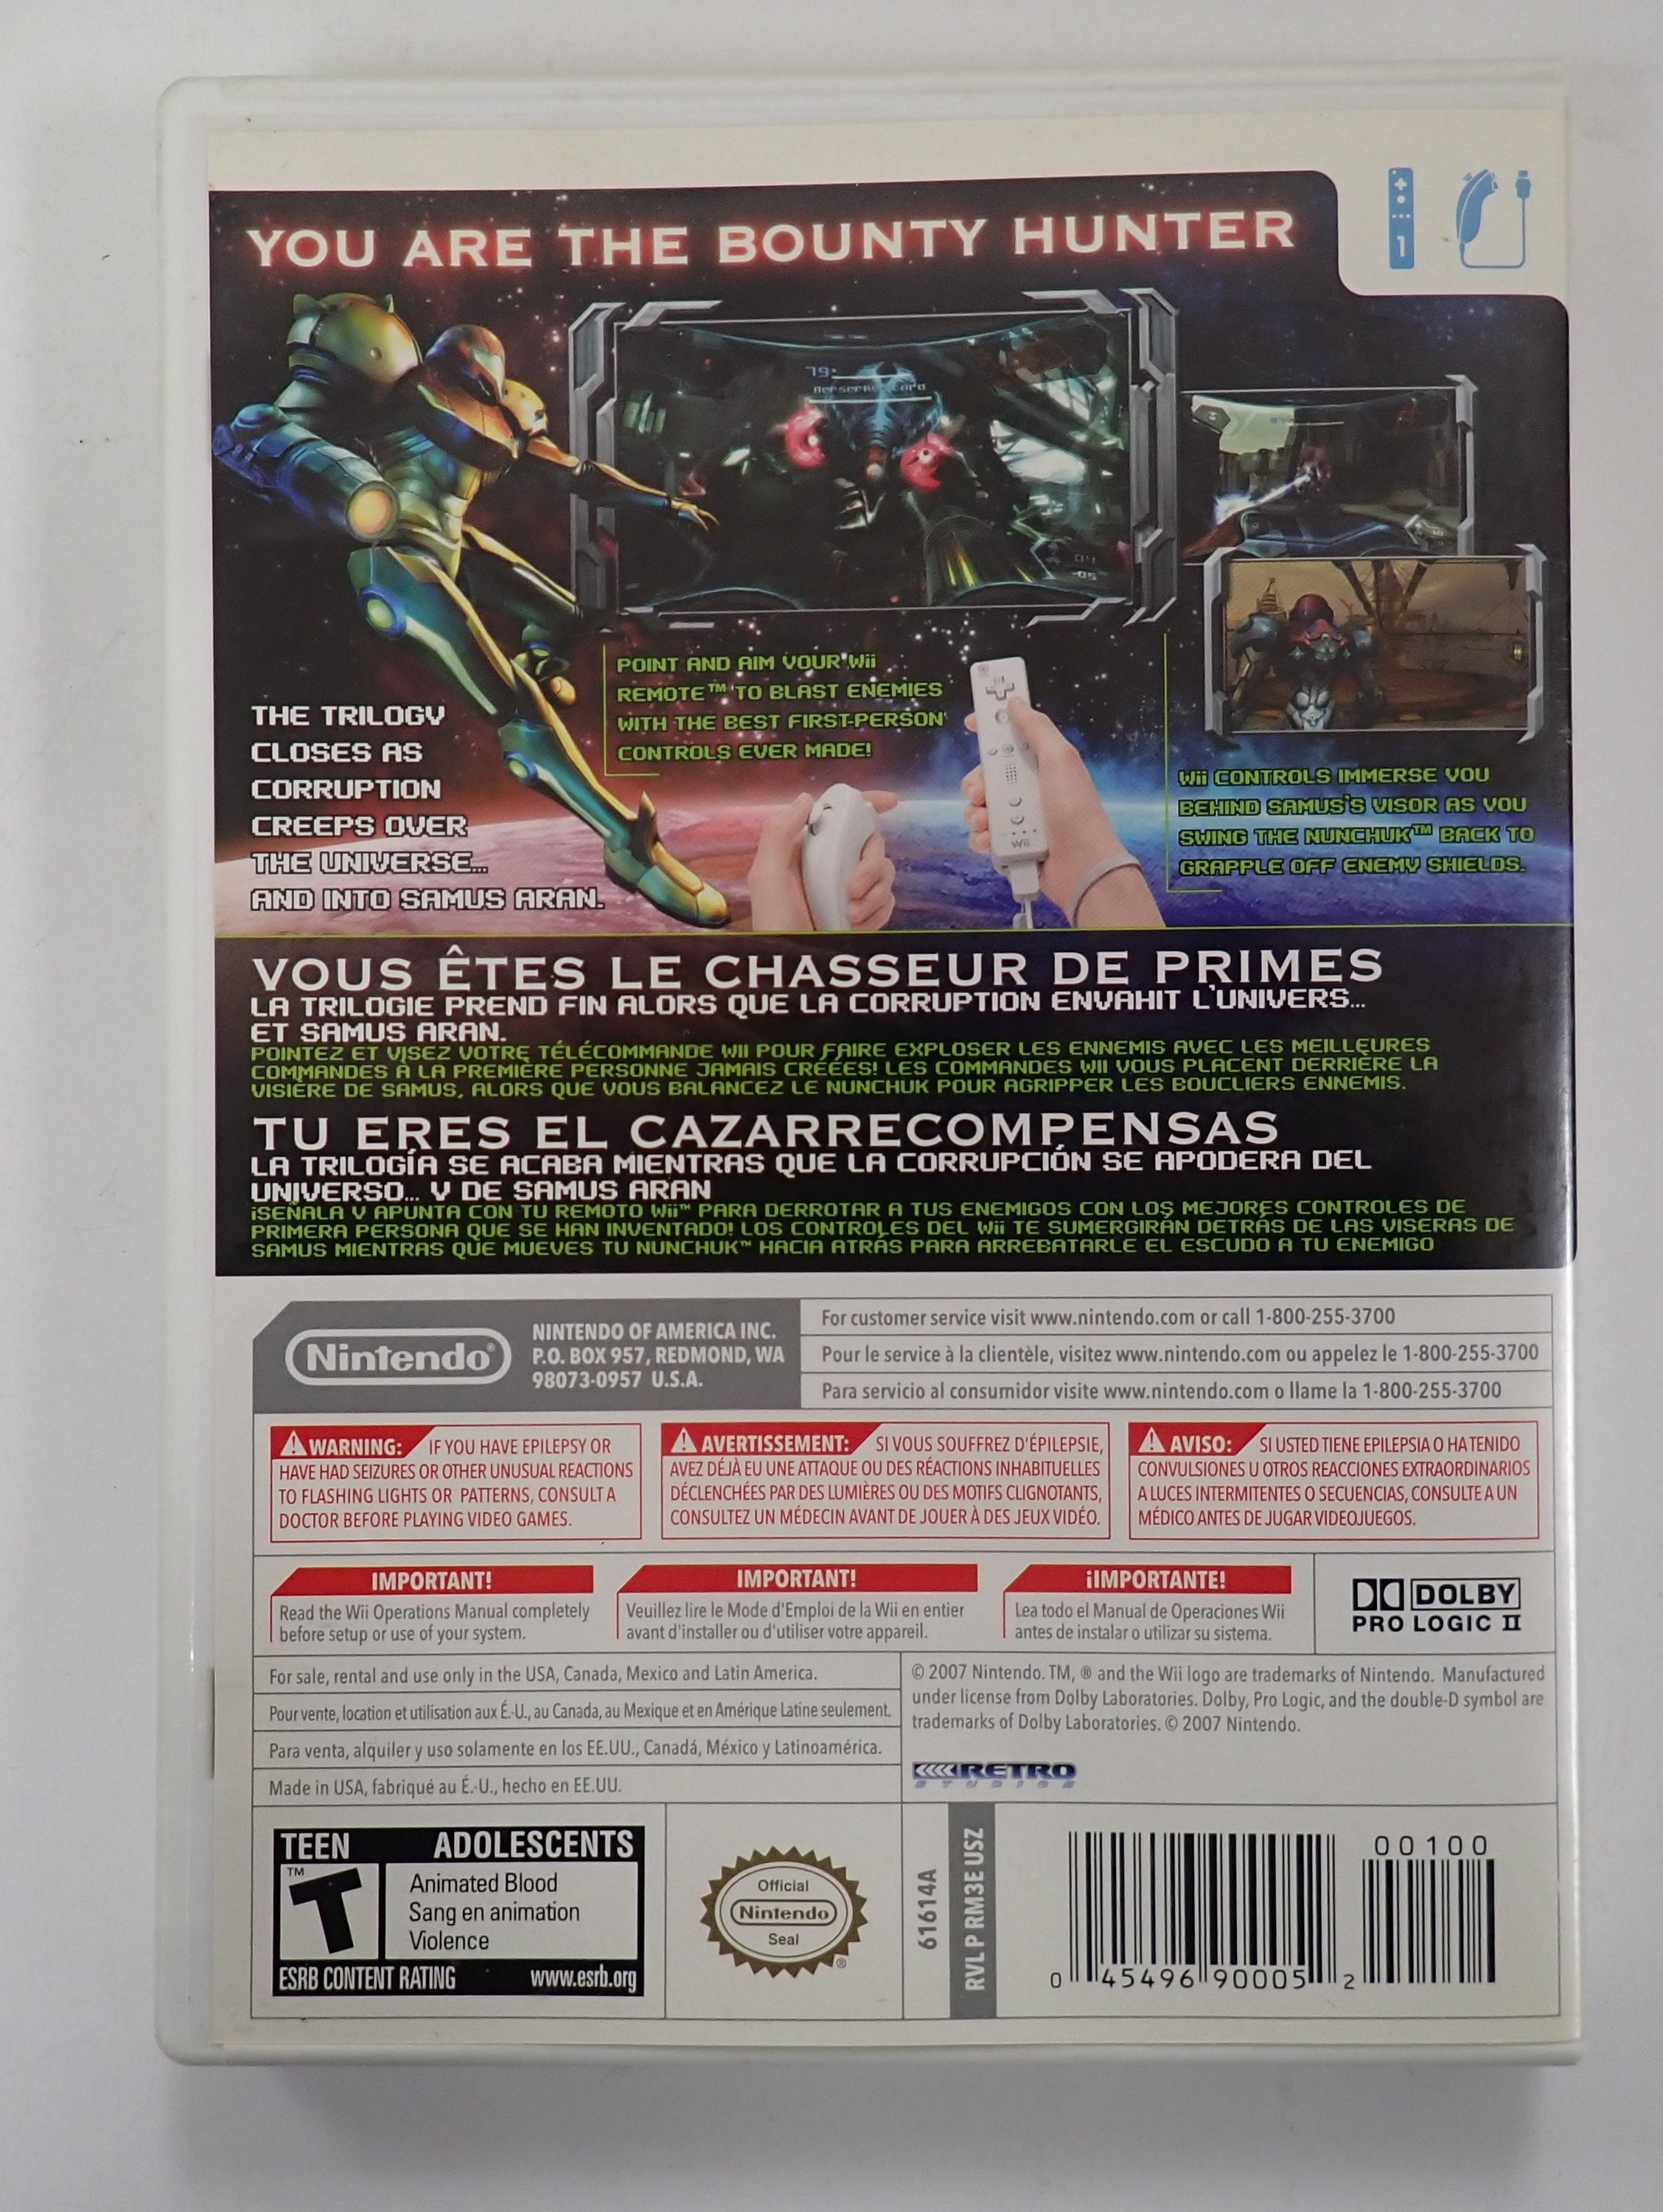 YOU ARE THE BOUNTY HUNTER
1
79
THE TRILOGY
CLOSES AS
CORRUPTION
CREEPS OVER
THE UNIVERSE...
AND INTO SAMUS ARAN.
POINT AND AIM YOUR Wii
REMOTE™ TO BLAST ENEMIES
WITH THE BEST FIRST-PERSON
CONTROLS EVER MADE!
Wii
Wii CONTROLS IMMERSE YOU
BEHIND SAMUS'S VISOR AS YOU
SWING THE NUNCHUK™ BACK TO
GRAPPLE OFF ENEMY SHIELDS.
VOUS ÊTES LE CHASSEUR DE PRIMES
LA TRILOGIE PREND FIN ALORS QUE LA CORRUPTION ENVAHIT L'UNIVERS...
ET SAMUS ARAN.
POINTEZ ET VISEZ VOTRE TÉLÉCOMMANDE WII POUR FAIRE EXPLOSER LES ENNEMIS AVEC LES MEILLEURES
COMMANDES À LA PREMIÈRE PERSONNE JAMAIS CRÉÉES! LES COMMANDES WII VOUS PLACENT DERRIÈRE LA
VISIÈRE DE SAMUS, ALORS QUE VOUS BALANCEZ LE NUNCHUK POUR AGRIPPER LES BOUCLIERS ENNEMIS.
TU ERES EL CAZARRECOMPENSAS
LA TRILOGÍA SE ACABA MIENTRAS QUE LA CORRUPCIÓN SE APODERA DEL
UNIVERSO... Y DE SAMUS ARAN
¡SEÑALA Y APUNTA CON TU REMOTO Wii™ PARA DERROTAR A TUS ENEMIGOS CON LOS MEJORES CONTROLES DE
PRIMERA PERSONA QUE SE HAN INVENTADO! LOS CONTROLES DEL Wii TE SUMERGIRÁN DETRÁS DE LAS VISERAS DE
SAMUS MIENTRAS QUE MUEVES TU NUNCHUK™ HACIA ATRÁS PARA ARREBATARLE EL ESCUDO A TU ENEMIGO
Nintendo®
NINTENDO OF AMERICA INC.
P.O. BOX 957, REDMOND, WA
98073-0957 U.S.A.
For customer service visit www.nintendo.com or call 1-800-255-3700
Pour le service à la clientèle, visitez www.nintendo.com ou appelez le 1-800-255-3700
Para servicio al consumidor visite www.nintendo.com o llame la 1-800-255-3700
WARNING: IF YOU HAVE EPILEPSY OR
HAVE HAD SEIZURES OR OTHER UNUSUAL REACTIONS
TO FLASHING LIGHTS OR PATTERNS, CONSULT A
DOCTOR BEFORE PLAYING VIDEO GAMES.
AVERTISSEMENT: SI VOUS SOUFFREZ D'ÉPILEPSIE,
AVEZ DÉJÀ EU UNE ATTAQUE OU DES RÉACTIONS INHABITUELLES
DÉCLENCHÉES PAR DES LUMIÈRES OU DES MOTIFS CLIGNOTANTS,
CONSULTEZ UN MÉDECIN AVANT DE JOUER À DES JEUX VIDÉO.
AVISO: SI USTED TIENE EPILEPSIA O HA TENIDO
CONVULSIONES U OTROS REACCIONES EXTRAORDINARIOS
A LUCES INTERMITENTES O SECUENCIAS, CONSULTE A UN
MÉDICO ANTES DE JUGAR VIDEOJUEGOS.
IMPORTANT!
Read the Wii Operations Manual completely
before setup or use of your system.
IMPORTANT!
Veuillez lire le Mode d'Emploi de la Wii en entier
avant d'installer ou d'utiliser votre appareil.
¡IMPORTANTE!
Lea todo el Manual de Operaciones Wii
antes de instalar o utilizar su sistema.
DOLBY
PRO LOGIC II
For sale, rental and use only in the USA, Canada, Mexico and Latin America.
Pour vente, location et utilisation aux É.-U., au Canada, au Mexique et en Amérique Latine seulement.
Para venta, alquiler y uso solamente en los EE.UU., Canadá, México y Latinoamérica.
Made in USA, fabriqué au É.-U., hecho en EE.UU.
© 2007 Nintendo. TM, ® and the Wii logo are trademarks of Nintendo. Manufactured
under license from Dolby Laboratories. Dolby, Pro Logic, and the double-D symbol are
trademarks of Dolby Laboratories. © 2007 Nintendo.
RETRO
STUDIOS
TEEN ADOLESCENTS
T™
Animated Blood
Sang en animation
Violence
ESRB CONTENT RATING www.esrb.org
Official
Nintendo
Seal
®
61614A
RVL P RM3E USZ
00100
0 45496 90005 2